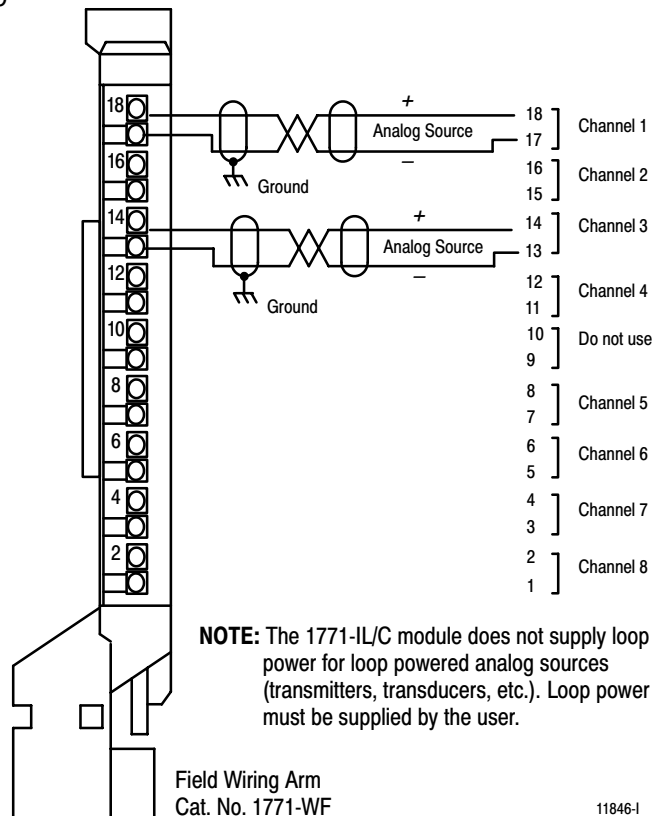 18
16
14
12
10
8
6
4
2
+
Analog Source
–
Ground
+
Analog Source
–
Ground
18
17
Channel 1
16
15
Channel 2
14
13
Channel 3
12
11
Channel 4
10
9
Do not use
8
7
Channel 5
6
5
Channel 6
4
3
Channel 7
2
1
Channel 8
NOTE: The 1771-IL/C module does not supply loop
power for loop powered analog sources
(transmitters, transducers, etc.). Loop power
must be supplied by the user.
Field Wiring Arm
Cat. No. 1771-WF
11846-I